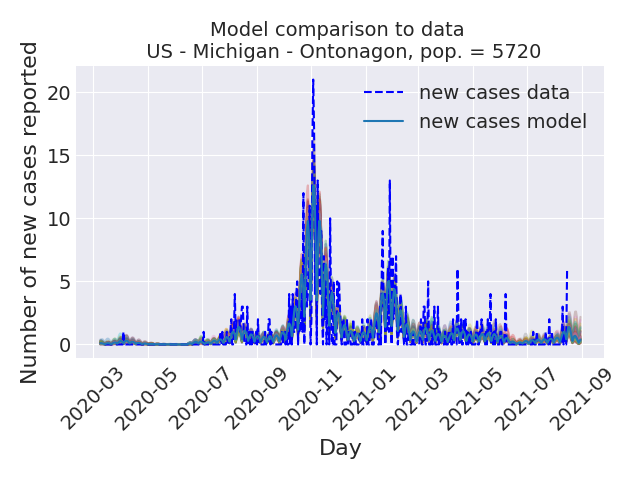 Model comparison to data
US - Michigan - Ontonagon, pop. = 5720
new cases data
new cases model
Number of new cases reported
20
15
10
5
0
2020-03
2020-05
2020-07
2020-09
2020-11
2021-01
2021-03
2021-05
2021-07
2021-09
Day